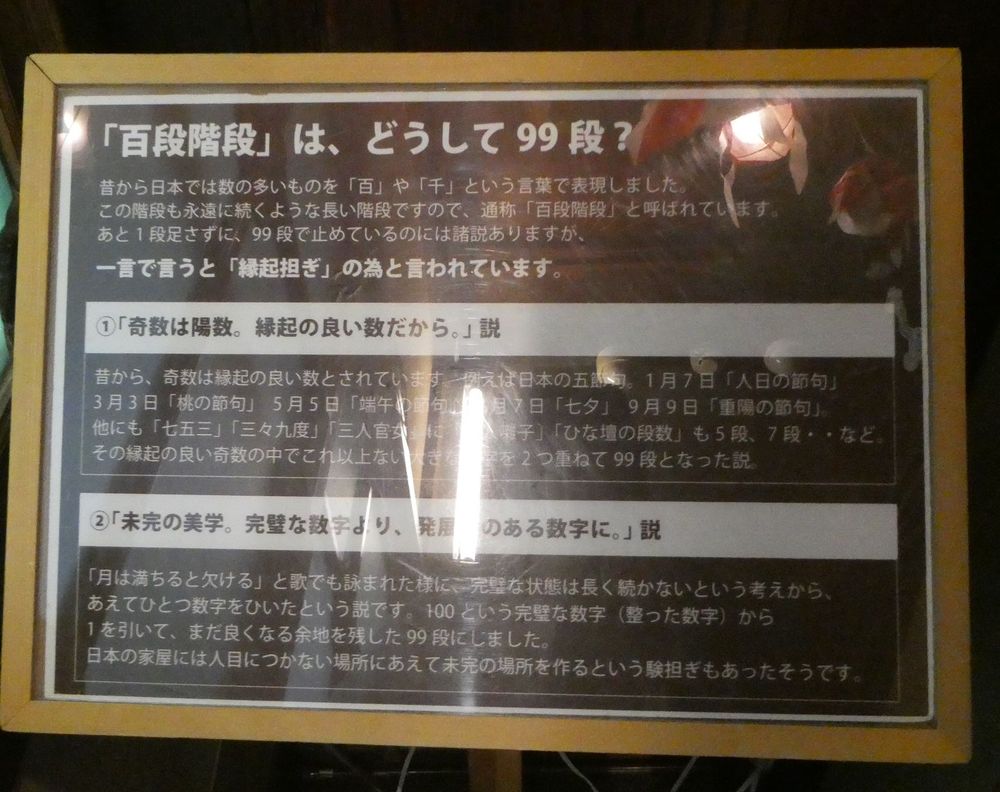 「百段階段」は、どうして99段?
昔から日本では数の多いものを「百」や「千」という言葉で表現しました。
この階段も永遠に続くような長い階段ですので、通称「百段階段」と呼ばれています。
あと1段足さずに、99段で止めているのには諸説ありますが、
一言で言うと「縁起担ぎ」の為と言われています。
①「奇数は陽数。縁起の良い数だから。」説
昔から、奇数は縁起の良い数とされています。例えば日本の五節句。1月7日「人日の節句」
3月3日「桃の節句」 5月5日「端午の節句」 月7日「七夕」 9月9日「重陽の節句」。
他にも「七五三」「三々九度」「三人官女」に 囃子」「ひな壇の段数」も5段、7段・・など。
その縁起の良い奇数の中でこれ以上ない大きな 字を2つ重ねて99段となった説。
②「未完の美学。完璧な数字より、発展 のある数字に。」説
「月は満ちると欠ける」と歌でも詠まれた様に、完璧な状態は長く続かないという考えから、
あえてひとつ数字をひいたという説です。100という完璧な数字(整った数字)から
1を引いて、まだ良くなる余地を残した99段にしました。
日本の家屋には人目につかない場所にあえて未完の場所を作るという験担ぎもあったそうです。